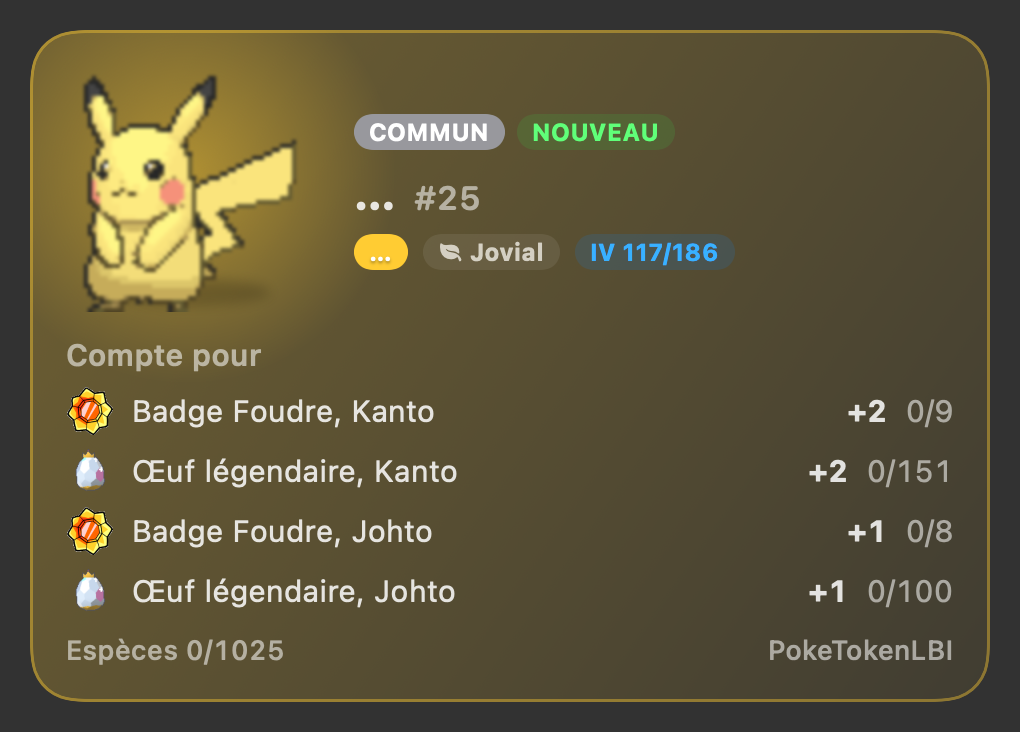 COMMUN NOUVEAU
... #25
... Jovial IV 117/186
Compte pour
Badge Foudre, Kanto +2 0/9
Œuf légendaire, Kanto +2 0/151
Badge Foudre, Johto +1 0/8
Œuf légendaire, Johto +1 0/100
Espèces 0/1025 PokeTokenLBI